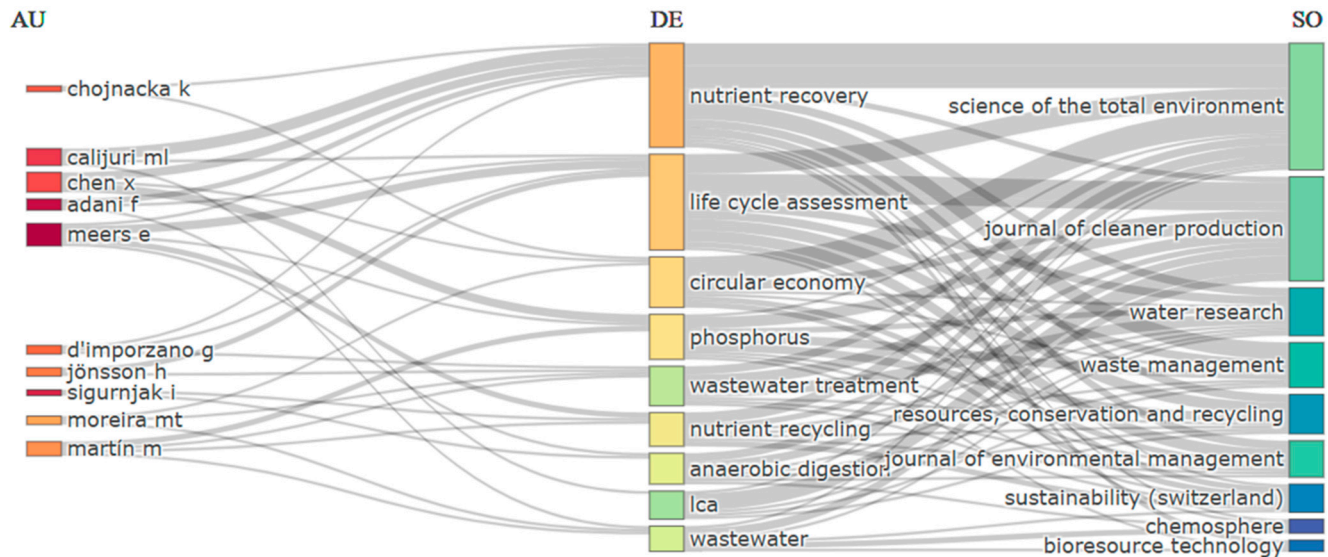 AU
DE
SO
chojnacka k
calijuri ml
chen x
adani f
meers e
d'imporzano g
jönsson h
sigurnjak i
moreira mt
martín m
nutrient recovery
life cycle assessment
circular economy
phosphorus
wastewater treatment
nutrient recycling
anaerobic digestion
lca
wastewater
science of the total environment
journal of cleaner production
water research
waste management
resources, conservation and recycling
journal of environmental management
sustainability (switzerland)
chemosphere
bioresource technology